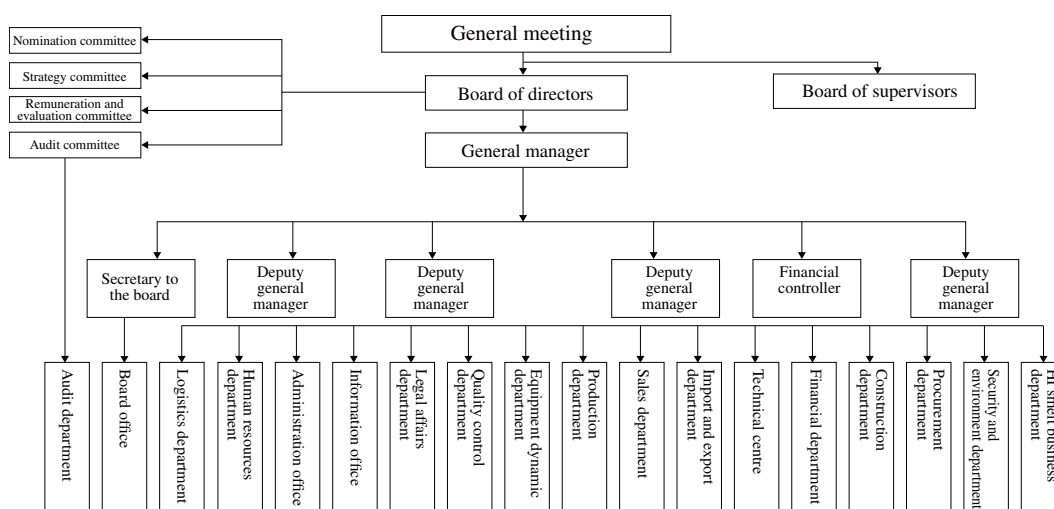 General meeting
Nomination committee
Strategy committee
Remuneration and
evaluation committee
Audit committee
Board of directors
Board of supervisors
General manager
Secretary to
the board
Deputy
general
manager
Deputy
general
manager
Deputy
general
manager
Financial
controller
Deputy
general
manager
Audit department
Board office
Logistics department
Human resources
department
Administration office
Information office
Legal affairs
department
Quality control
department
Equipment dynamic
department
Production
department
Sales department
Import and export
department
Technical centre
Financial department
Construction
department
Procurement
department
Security and
environment department
smelt business
department